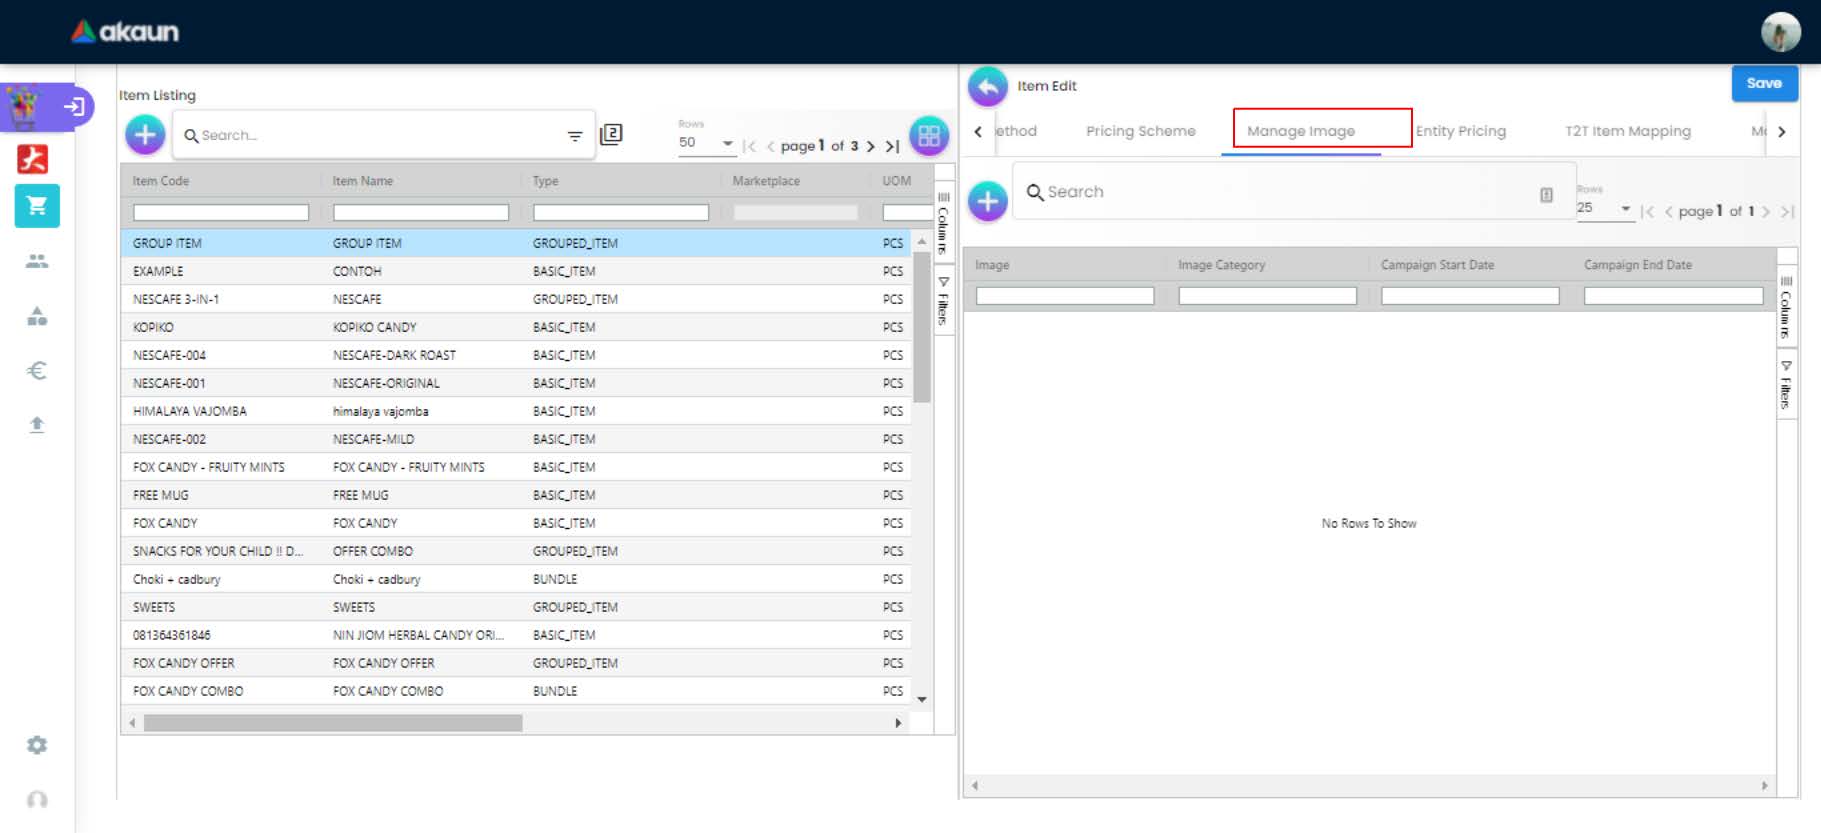 akaun
Item Listing
Search...
2
Rows
50
page 1 of 3
Item Code Item Name Type Marketplace UOM
GROUP ITEM GROUP ITEM GROUPED_ITEM PCS
EXAMPLE CONTOH BASIC_ITEM PCS
NESCAFE 3-IN-1 NESCAFE GROUPED_ITEM PCS
KOPIKO KOPIKO CANDY BASIC_ITEM PCS
NESCAFE-004 NESCAFE-DARK ROAST BASIC_ITEM PCS
NESCAFE-001 NESCAFE-ORIGINAL BASIC_ITEM PCS
HIMALAYA VAJOMBA himalaya vajomba BASIC_ITEM PCS
NESCAFE-002 NESCAFE-MILD BASIC_ITEM PCS
FOX CANDY - FRUITY MINTS FOX CANDY - FRUITY MINTS BASIC_ITEM PCS
FREE MUG FREE MUG BASIC_ITEM PCS
FOX CANDY FOX CANDY BASIC_ITEM PCS
SNACKS FOR YOUR CHILD !! D... OFFER COMBO GROUPED_ITEM PCS
Choki + cadbury Choki + cadbury BUNDLE PCS
SWEETS SWEETS GROUPED_ITEM PCS
081364361846 NIN JIOM HERBAL CANDY ORI... BASIC_ITEM PCS
FOX CANDY OFFER FOX CANDY OFFER GROUPED_ITEM PCS
FOX CANDY COMBO FOX CANDY COMBO BUNDLE PCS
Columns
Filters
Item Edit
Save
ethod Pricing Scheme Manage Image Entity Pricing T2T Item Mapping
Search
Rows
25
page 1 of 1
Image Image Category Campaign Start Date Campaign End Date
No Rows To Show
Columns
Filters